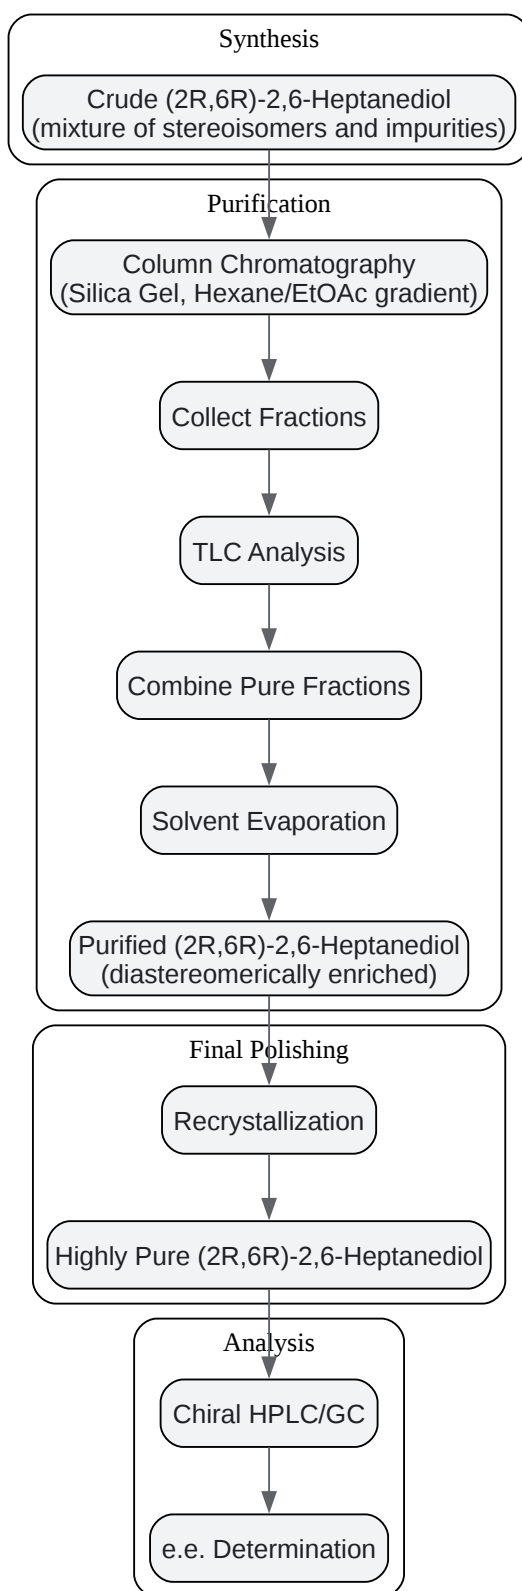 Synthesis
Crude (2R,6R)-2,6-Heptanediol
(mixture of stereoisomers and impurities)
Purification
Column Chromatography
(Silica Gel, Hexane/EtOAc gradient)
Collect Fractions
TLC Analysis
Combine Pure Fractions
Solvent Evaporation
Purified (2R,6R)-2,6-Heptanediol
(diastereomerically enriched)
Final Polishing
Recrystallization
Highly Pure (2R,6R)-2,6-Heptanediol
Analysis
Chiral HPLC/GC
e.e. Determination